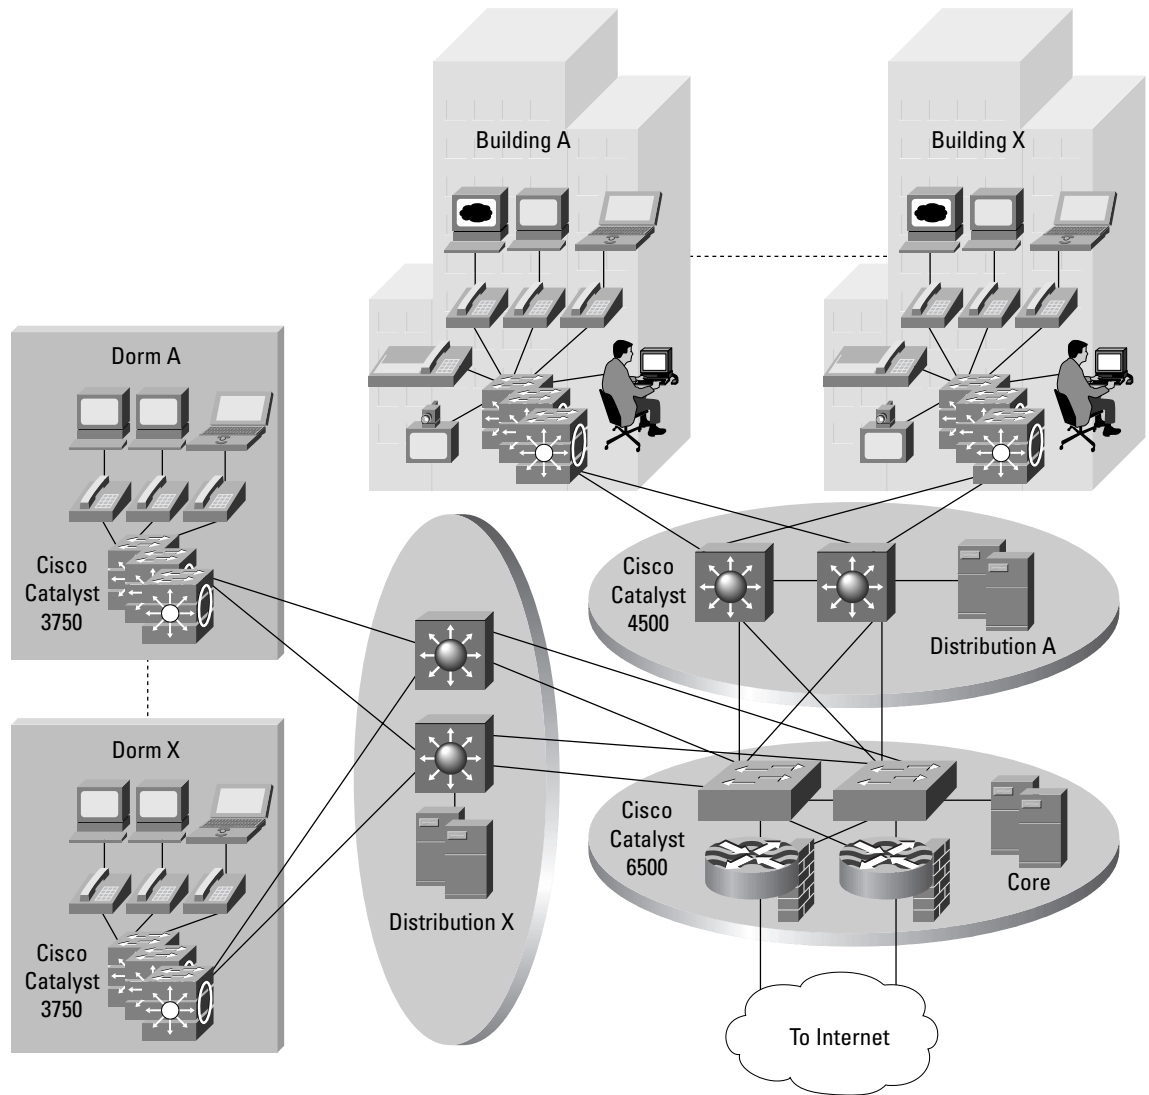 Building A
Building X
Dorm A
Cisco
Catalyst
3750
Cisco
Catalyst
4500
Distribution A
Dorm X
Cisco
Catalyst
3750
Distribution X
Cisco
Catalyst
6500
Core
To Internet